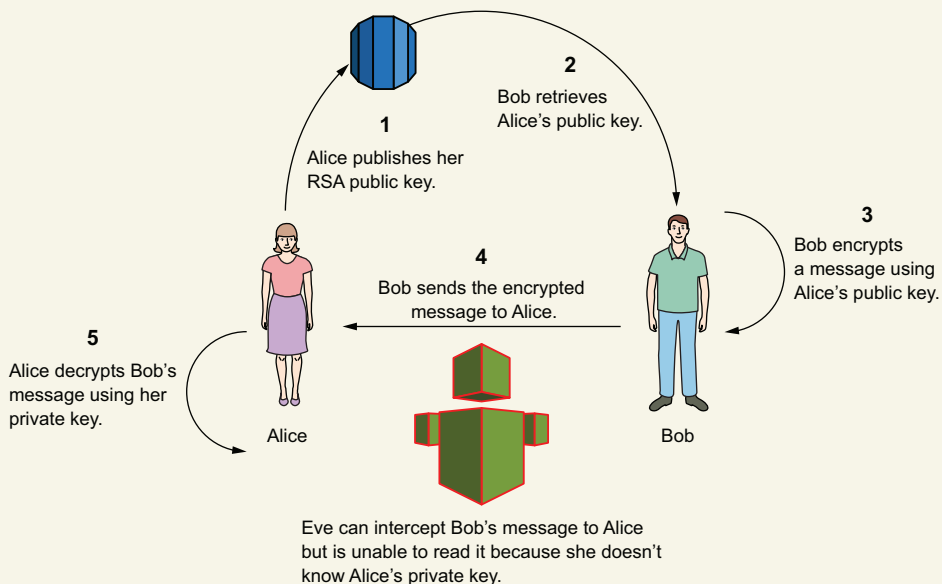 1
Alice publishes her
RSA public key.
2
Bob retrieves
Alice’s public key.
3
Bob encrypts
a message using
Alice’s public key.
4
Bob sends the encrypted
message to Alice.
5
Alice decrypts Bob’s
message using her
private key.
Alice
Bob
Eve can intercept Bob’s message to Alice
but is unable to read it because she doesn’t
know Alice’s private key.